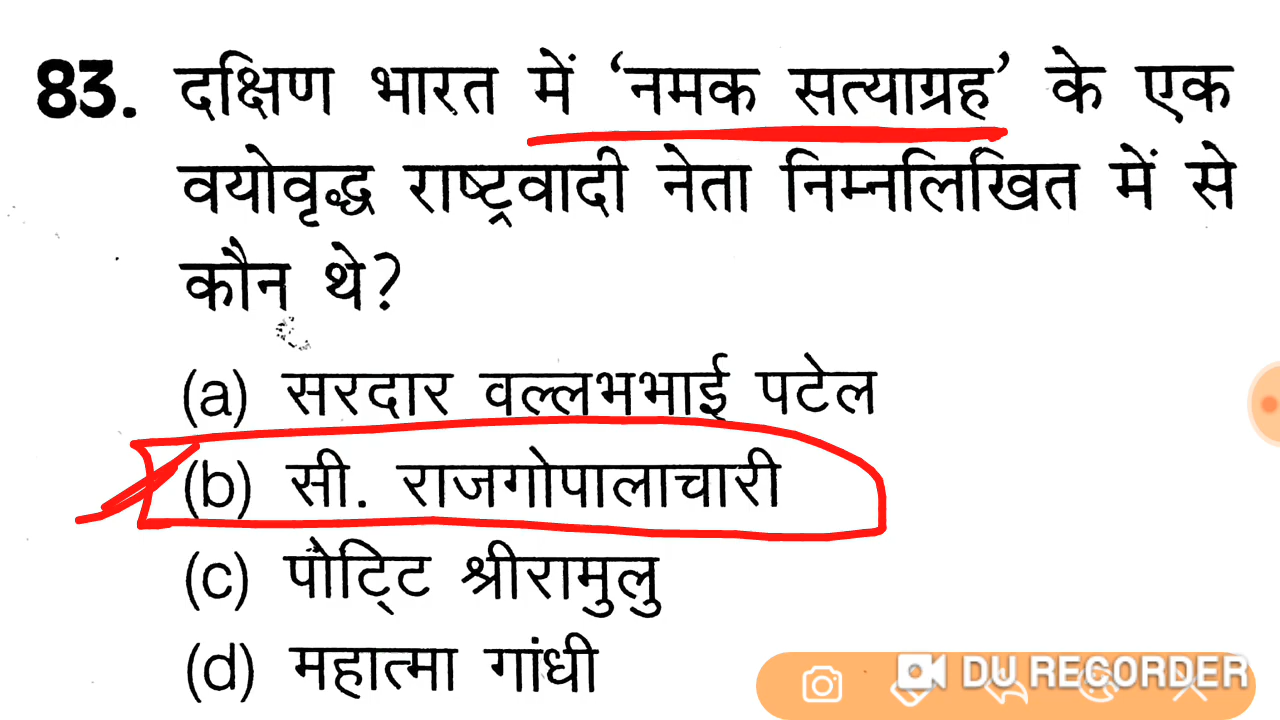 83. दक्षिण भारत में ‘नमक सत्याग्रह’ के एक
वयोवृद्ध राष्ट्रवादी नेता निम्नलिखित में से
कौन थे?
(a) सरदार वल्लभभाई पटेल
(b) सी. राजगोपालाचारी
(c) पौट्टि श्रीरामुलु
(d) महात्मा गांधी
DU RECORDER